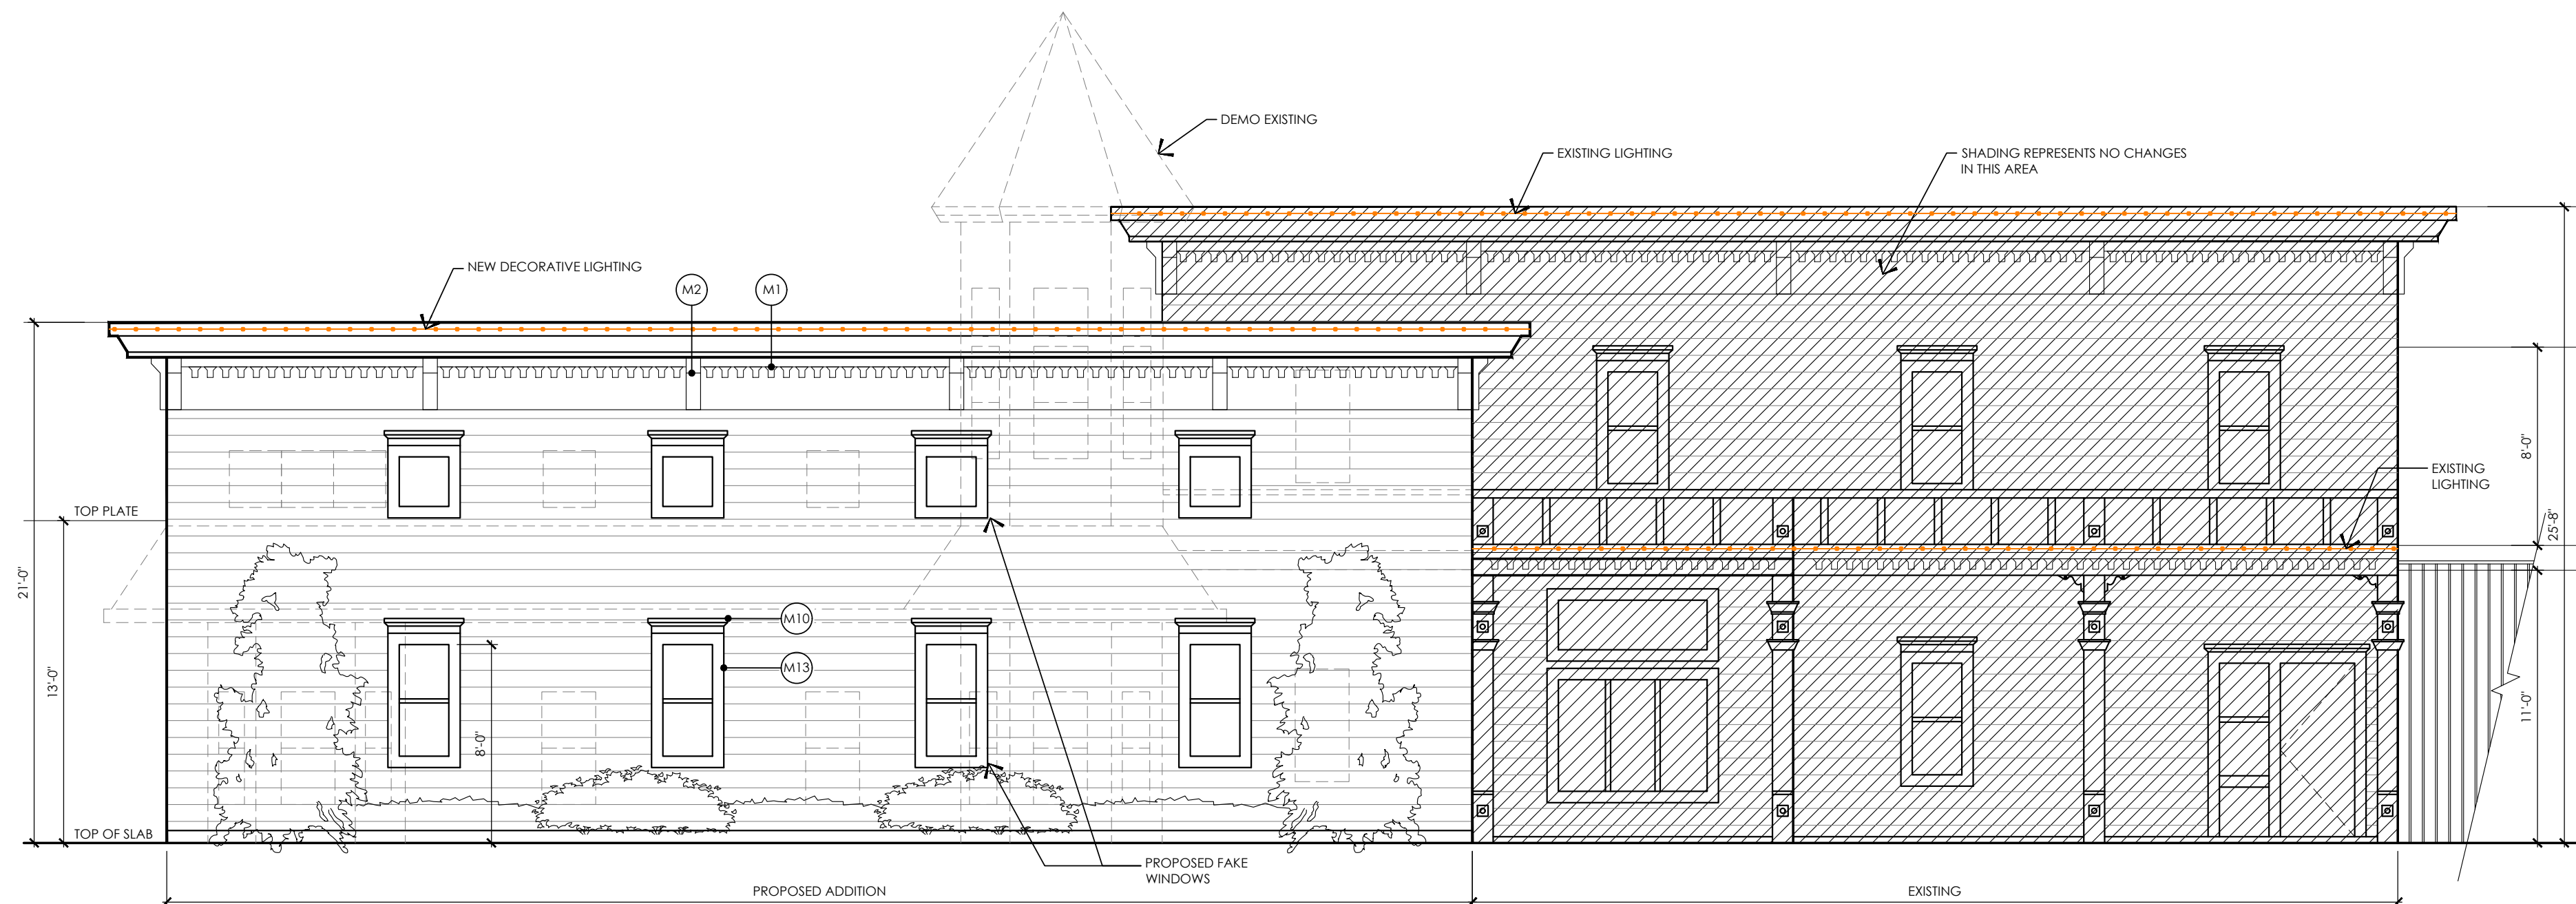 DEMO EXISTING
EXISTING LIGHTING
SHADING REPRESENTS NO CHANGES
IN THIS AREA
NEW DECORATIVE LIGHTING
M2
M1
EXISTING
LIGHTING
8'-0"
25'-8"
11'-0"
TOP PLATE
21'-0"
13'-0"
M10
M13
8'-0"
TOP OF SLAB
PROPOSED FAKE
WINDOWS
PROPOSED ADDITION
EXISTING